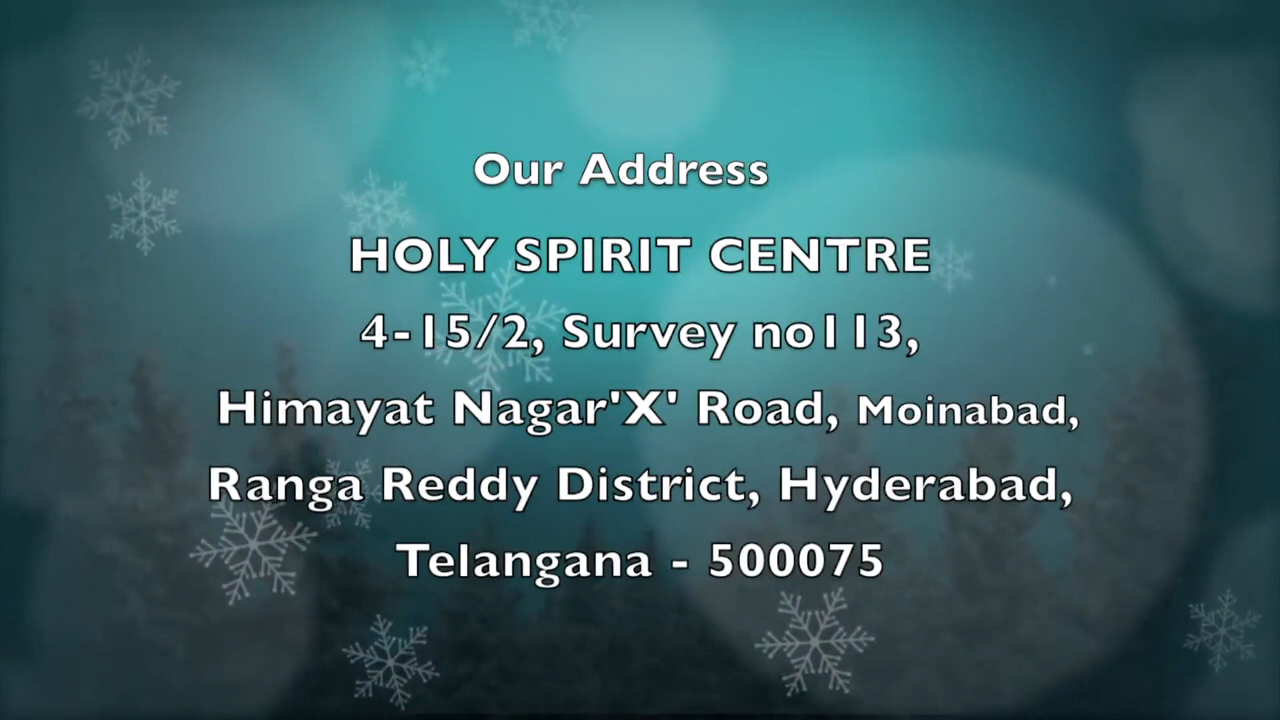 Our Address
HOLY SPIRIT CENTRE
4-15/2, Survey no113,
Himayat Nagar'X' Road, Moinabad,
Ranga Reddy District, Hyderabad,
Telangana - 500075